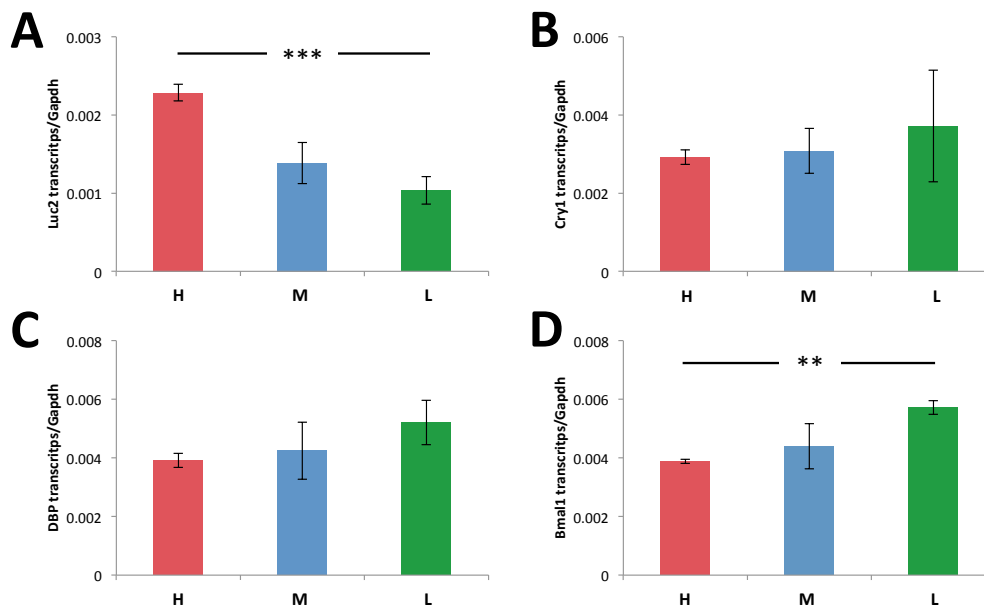 A
Luc2 transcritps/Gapdh
0.003
0.002
0.001
0
***
H M L
B
Cry1 transcritps/Gapdh
0.006
0.004
0.002
0
H M L
C
DBP transcritps/Gapdh
0.008
0.006
0.004
0.002
0
H M L
D
Bmal1 transcritps/Gapdh
0.008
0.006
0.004
0.002
0
**
H M L